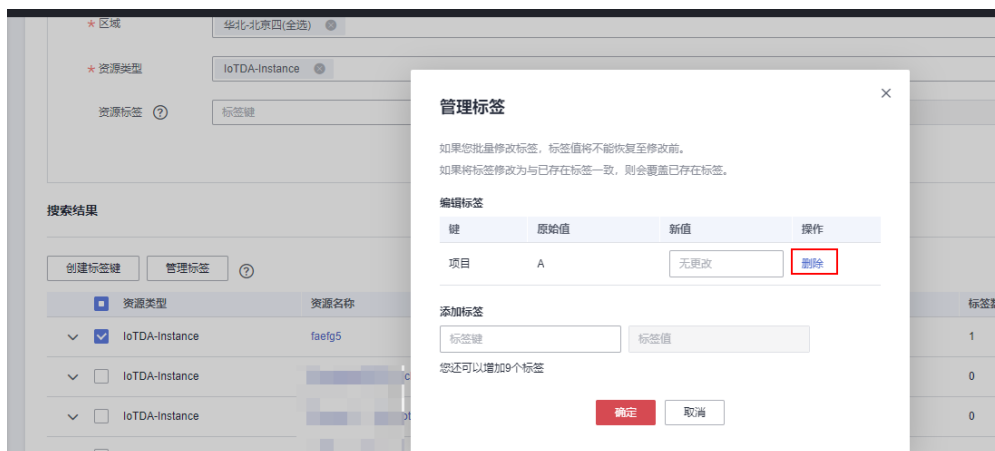 * 区域
华北-北京四(全选)
* 资源类型
IoTDA-Instance
资源标签 ?
标签键
搜索结果
创建标签键
管理标签
?
资源类型
资源名称
标签数
IoTDA-Instance
faefg5
1
IoTDA-Instance
0
IoTDA-Instance
0
管理标签
如果您批量修改标签，标签值将不能恢复至修改前。
如果将标签修改为与已存在标签一致，则会覆盖已存在标签。
编辑标签
键 原始值 新值 操作
项目 A 无更改 删除
添加标签
标签键 标签值
您还可以增加9个标签
确定 取消